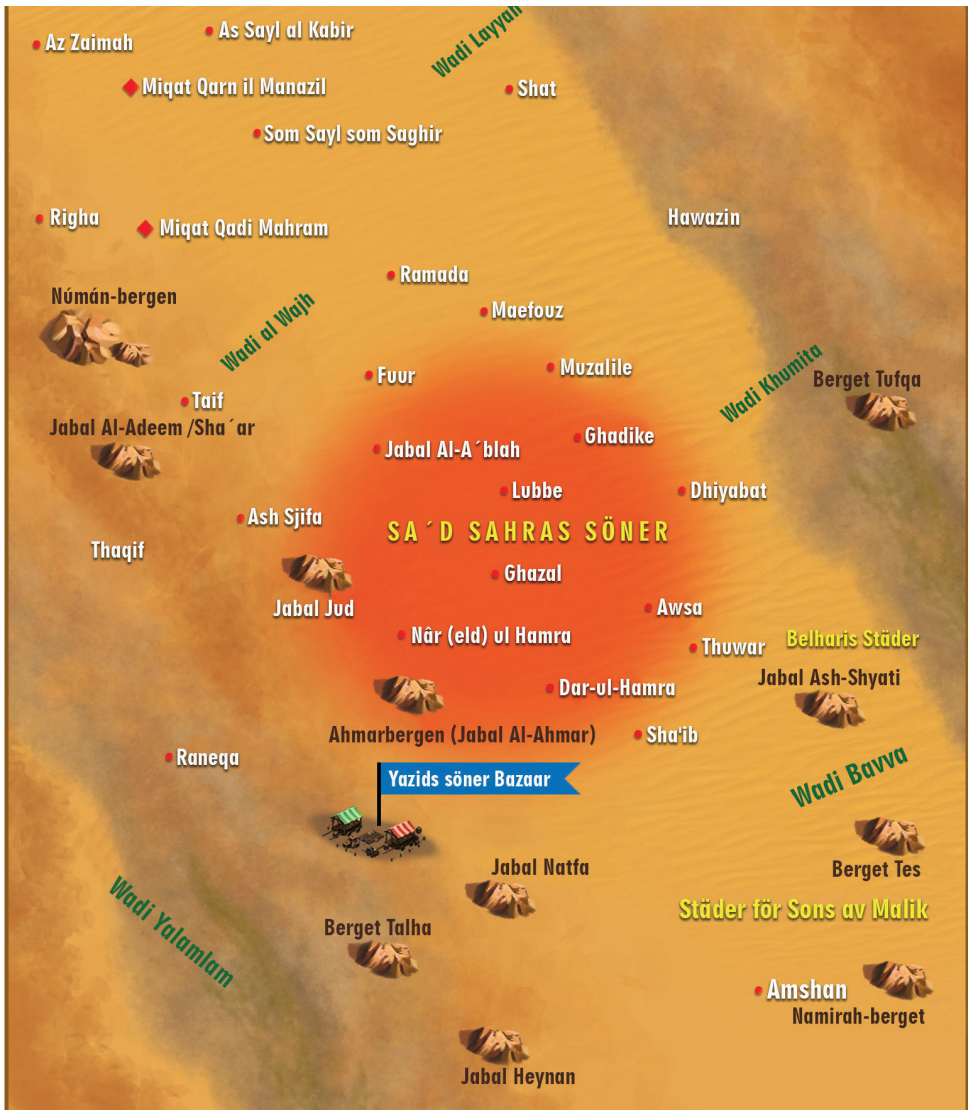 Wadi Layyah
As Sayl al Kabir
Az Zaimah
Miqat Qarn il Manazil
Shat
Som Sayl som Saghir
Righa
Hawazin
Miqat Qadi Mahram
Ramada
Númán-bergen
Maefouz
Wadi al Wajh
Muzalile
Fuur
Wadi Khumita
Berget Tufqa
Taif
Jabal Al-Adeem /Sha´ar
Ghadike
Jabal Al-A´blah
Lubbe
Dhiyabat
Ash Sjifa
SA´D SAHRAS SÖNER
Thaqif
Ghazal
Jabal Jud
Awsa
Nâr (eld) ul Hamra
Belharis Städer
Thuwar
Jabal Ash-Shyati
Dar-ul-Hamra
Ahmarbergen (Jabal Al-Ahmar)
Sha'ib
Raneqa
Yazids söner Bazaar
Wadi Bavva
Jabal Natfa
Berget Tes
Städer för Sons av Malik
Wadi Yalamlam
Berget Talha
Amshan
Namirah-berget
Jabal Heynan